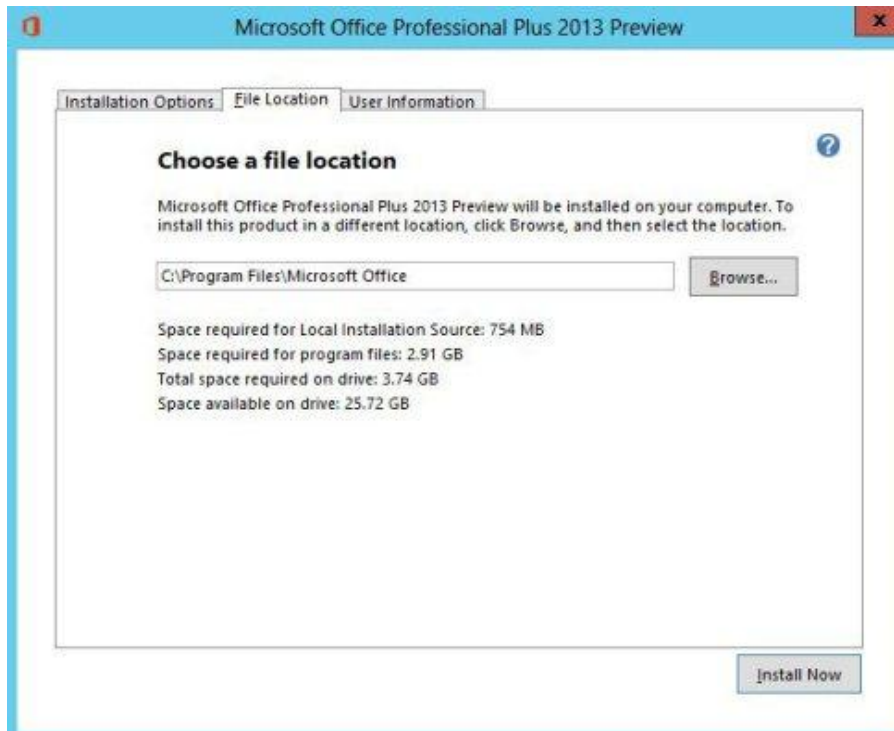 Microsoft Office Professional Plus 2013 Preview
x
Installation Options File Location User Information
Choose a file location
?
Microsoft Office Professional Plus 2013 Preview will be installed on your computer. To
install this product in a different location, click Browse, and then select the location.
C:\Program Files\Microsoft Office
Browse...
Space required for Local Installation Source: 754 MB
Space required for program files: 2.91 GB
Total space required on drive: 3.74 GB
Space available on drive: 25.72 GB
Install Now